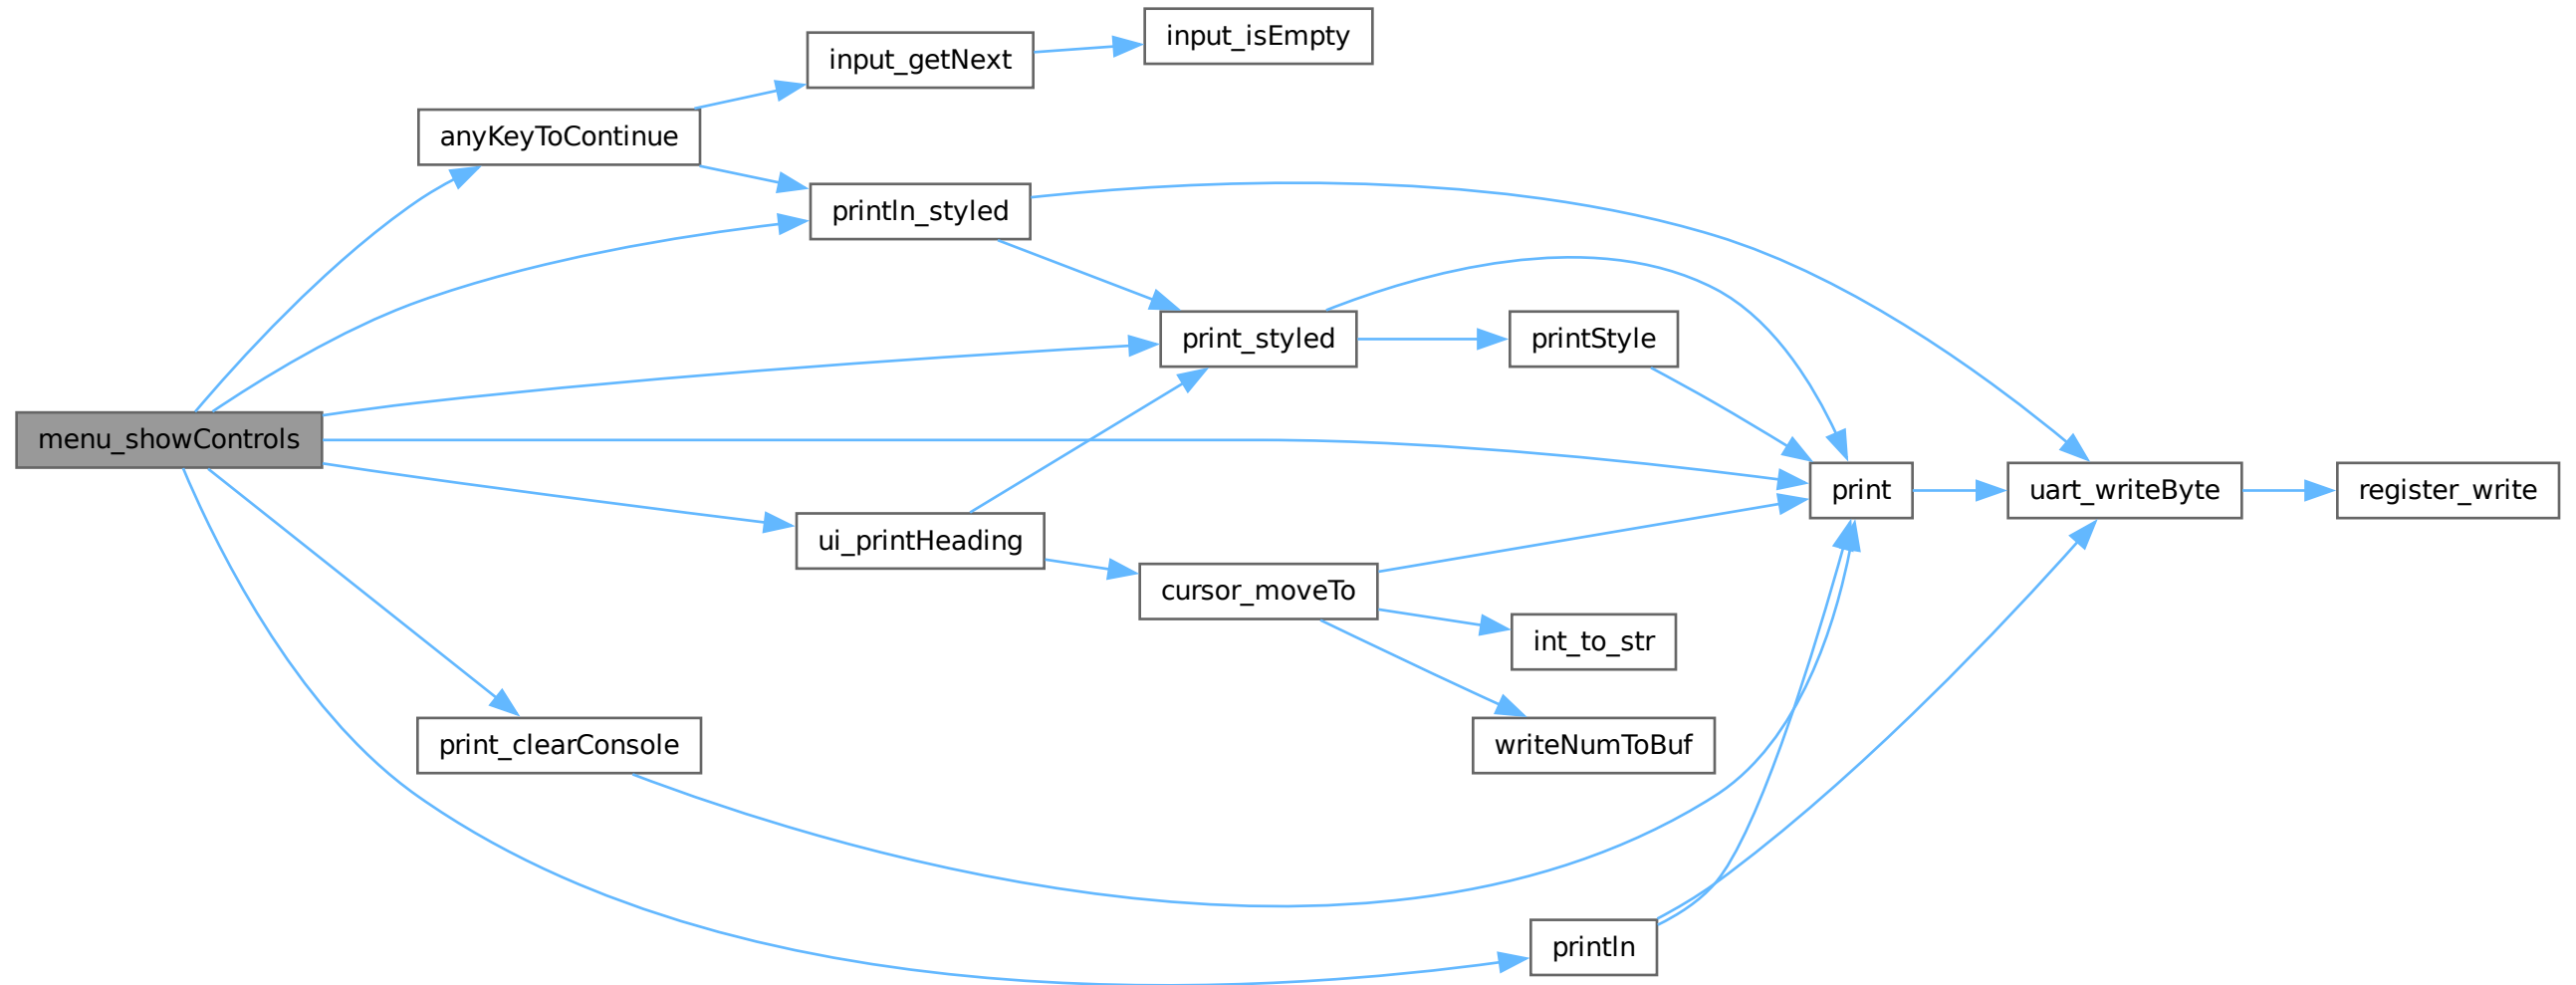 input_isEmpty
input_getNext
anyKeyToContinue
println_styled
print_styled
printStyle
menu_showControls
print
uart_writeByte
register_write
ui_printHeading
cursor_moveTo
int_to_str
print_clearConsole
writeNumToBuf
println